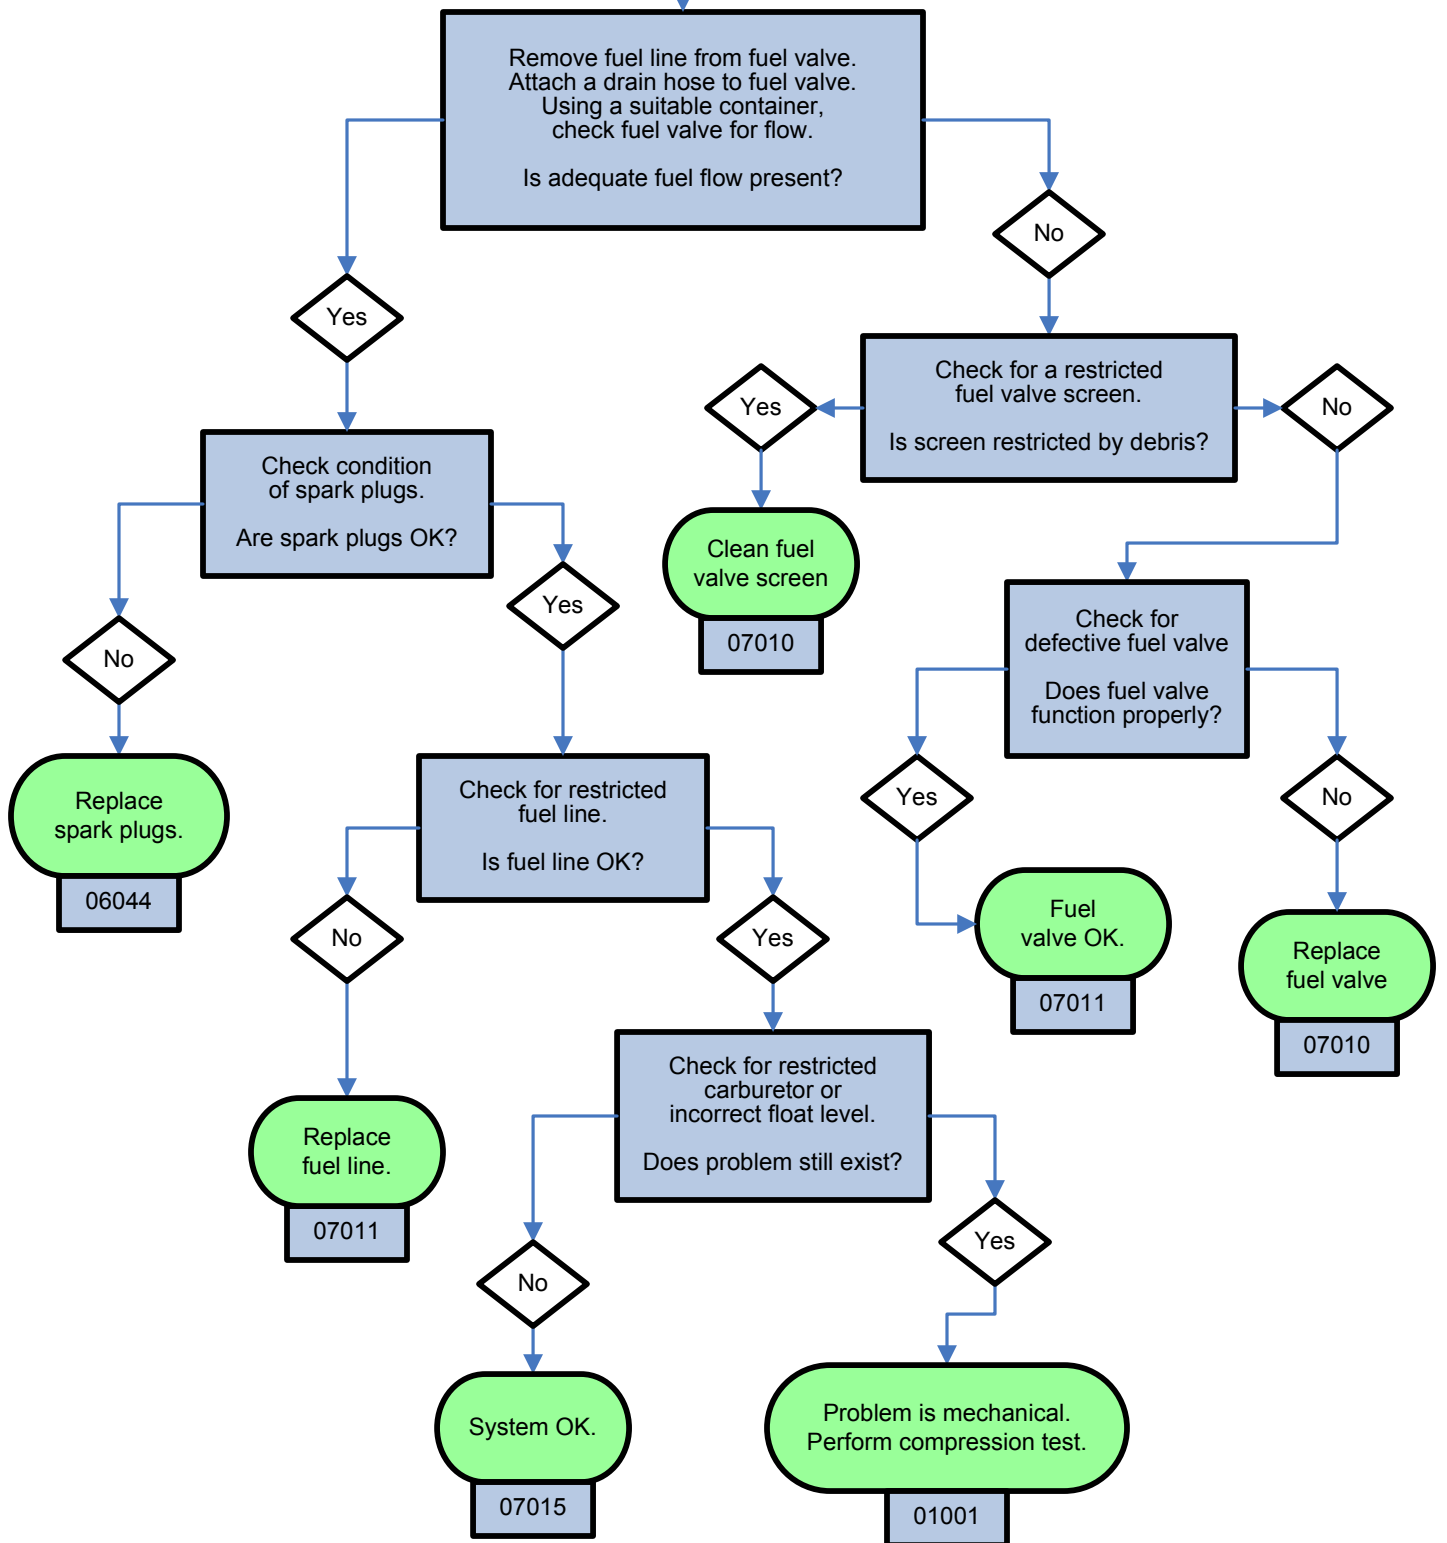 Remove fuel line from fuel valve.
Attach a drain hose to fuel valve.
Using a suitable container,
check fuel valve for flow.
Is adequate fuel flow present?
No
Yes
Check for a restricted
fuel valve screen.
Is screen restricted by debris?
Yes
No
Check condition
of spark plugs.
Are spark plugs OK?
Clean fuel
valve screen
07010
Yes
No
Check for
defective fuel valve
Does fuel valve
function properly?
Replace
spark plugs.
06044
Check for restricted
fuel line.
Is fuel line OK?
Yes
No
No
Yes
Fuel
valve OK.
07011
Replace
fuel valve
07010
Check for restricted
carburetor or
incorrect float level.
Does problem still exist?
Replace
fuel line.
07011
No
Yes
System OK.
07015
Problem is mechanical.
Perform compression test.
01001